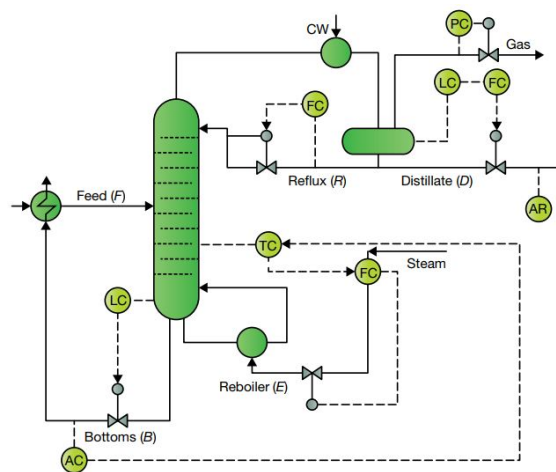 CW
PC
Gas
LC
FC
FC
Reflux (R)
Distillate (D)
AR
Feed (F)
TC
Steam
FC
LC
Reboiler (E)
Bottoms (B)
AC